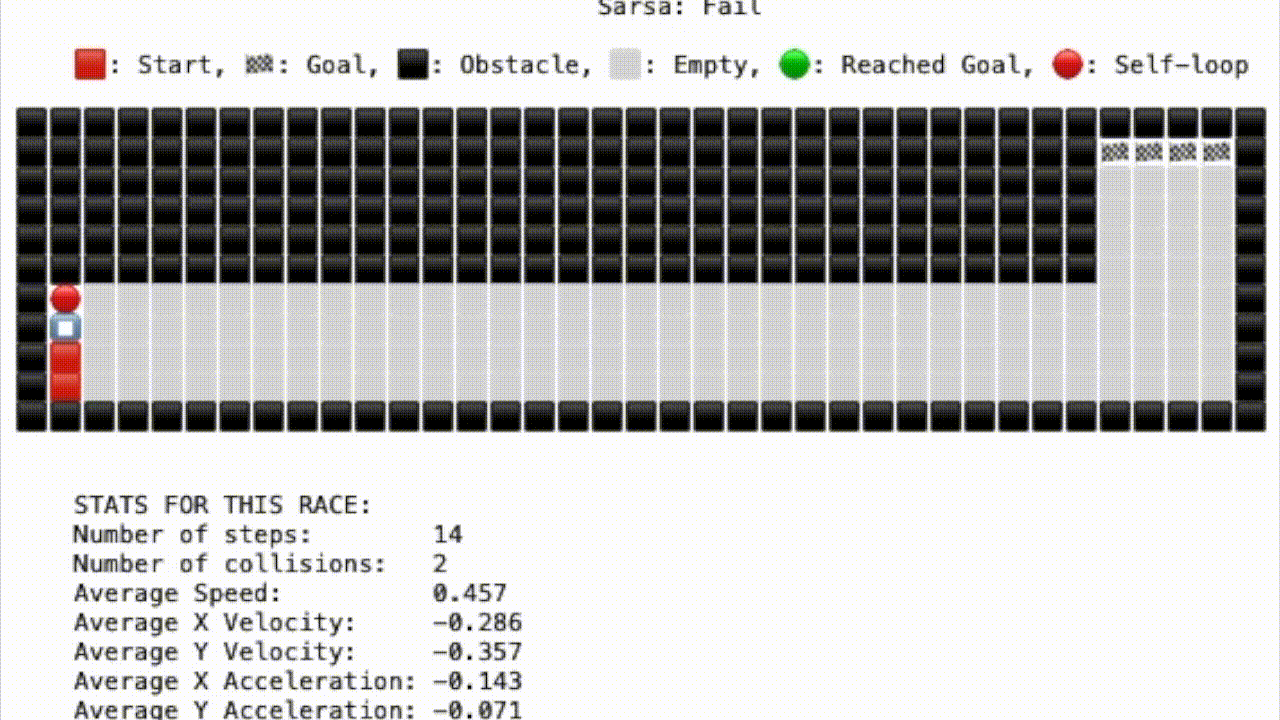 Sarsa: Fail
: Start, : Goal, : Obstacle, : Empty, : Reached Goal, : Self-loop
STATS FOR THIS RACE:
Number of steps: 14
Number of collisions: 2
Average Speed: 0.457
Average X Velocity: -0.286
Average Y Velocity: -0.357
Average X Acceleration: -0.143
Average Y Acceleration: -0.071